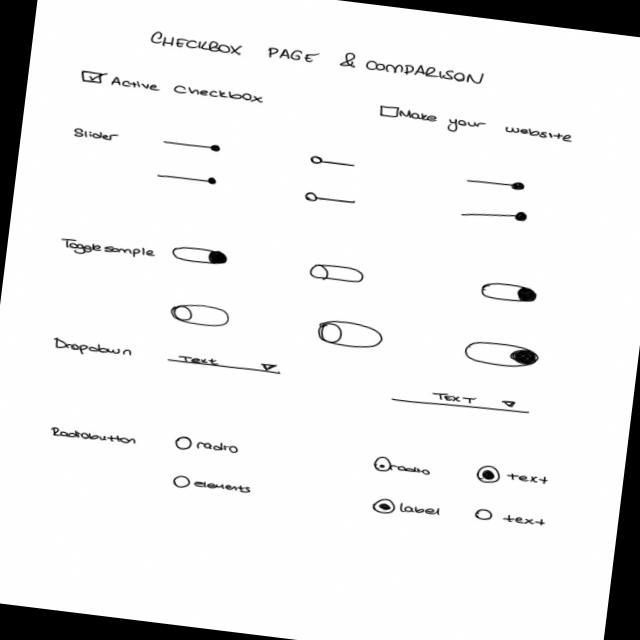 CHECKBOX PAGE & COMPARISON
Active Checkbox
Make your website
Slider
Toggle sample
Dropdown
Text
TEXT
Radiobutton
radio
radio
text
elements
label
text